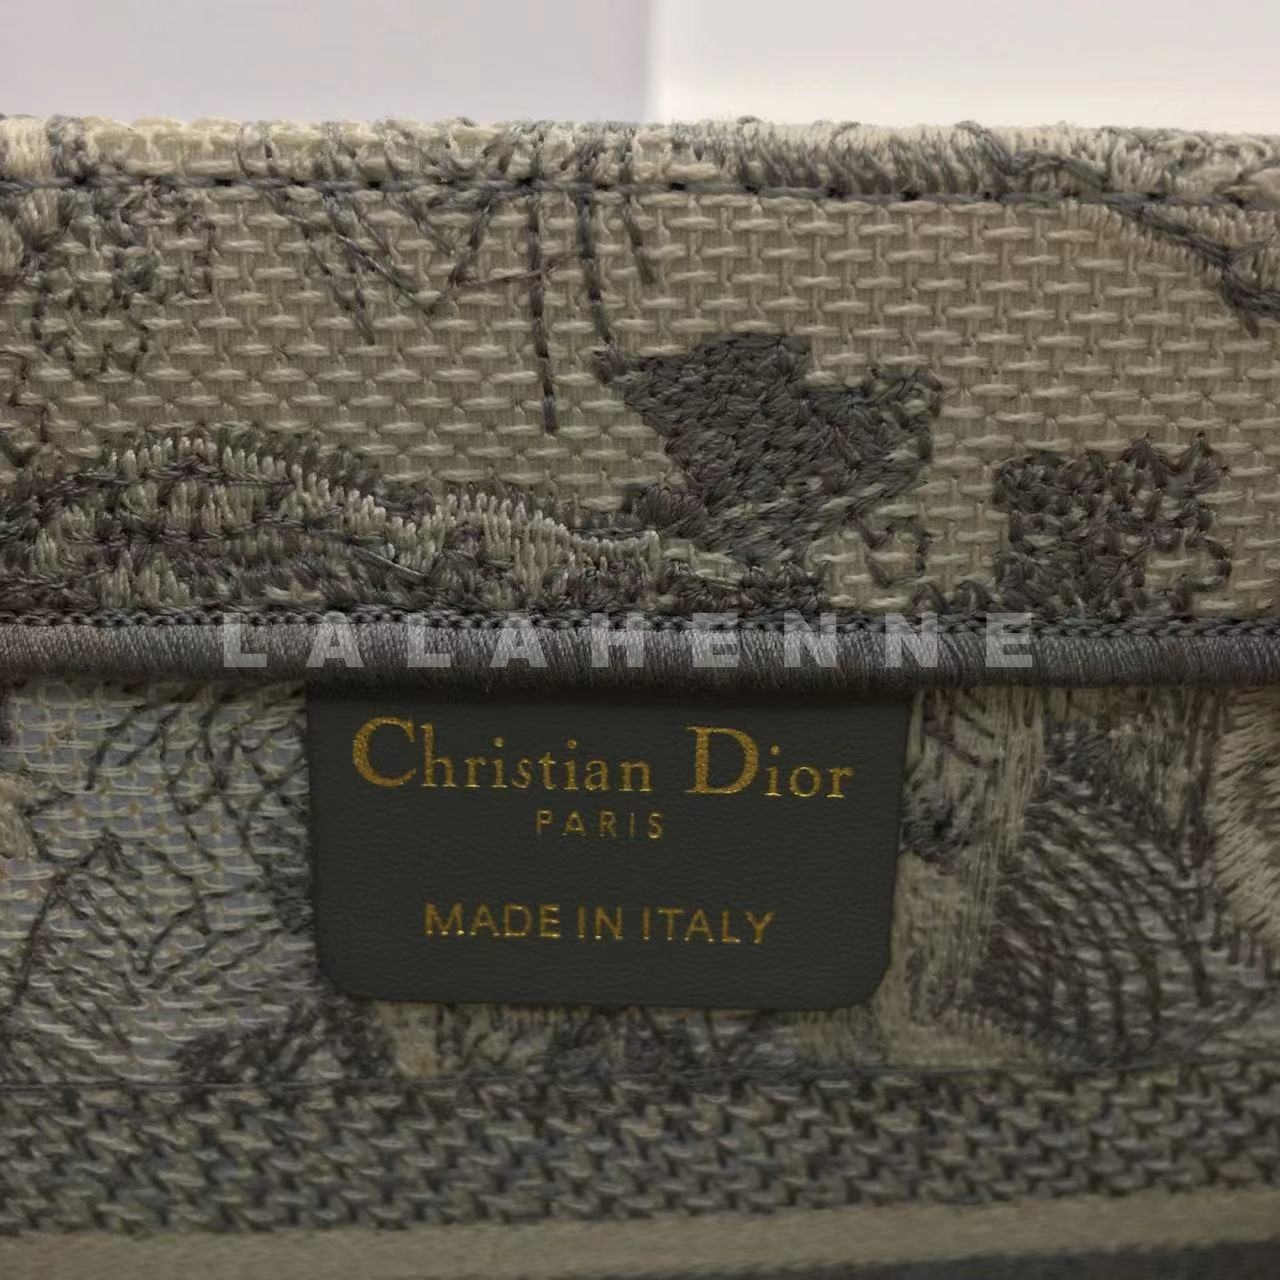 LALAHENNE
Christian Dior
PARIS
MADE IN ITALY